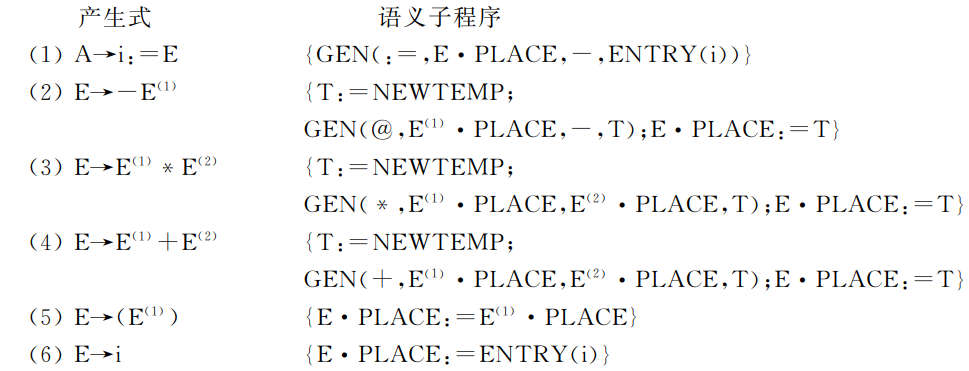 产生式 语义子程序
(1) A→i:=E {GEN(:=,E·PLACE,−,ENTRY(i))}
(2) E→−E⁽¹⁾ {T:=NEWTEMP;
GEN(@,E⁽¹⁾·PLACE,−,T);E·PLACE:=T}
(3) E→E⁽¹⁾*E⁽²⁾ {T:=NEWTEMP;
GEN(*,E⁽¹⁾·PLACE,E⁽²⁾·PLACE,T);E·PLACE:=T}
(4) E→E⁽¹⁾+E⁽²⁾ {T:=NEWTEMP;
GEN(+,E⁽¹⁾·PLACE,E⁽²⁾·PLACE,T);E·PLACE:=T}
(5) E→(E⁽¹⁾) {E·PLACE:=E⁽¹⁾·PLACE}
(6) E→i {E·PLACE:=ENTRY(i)}